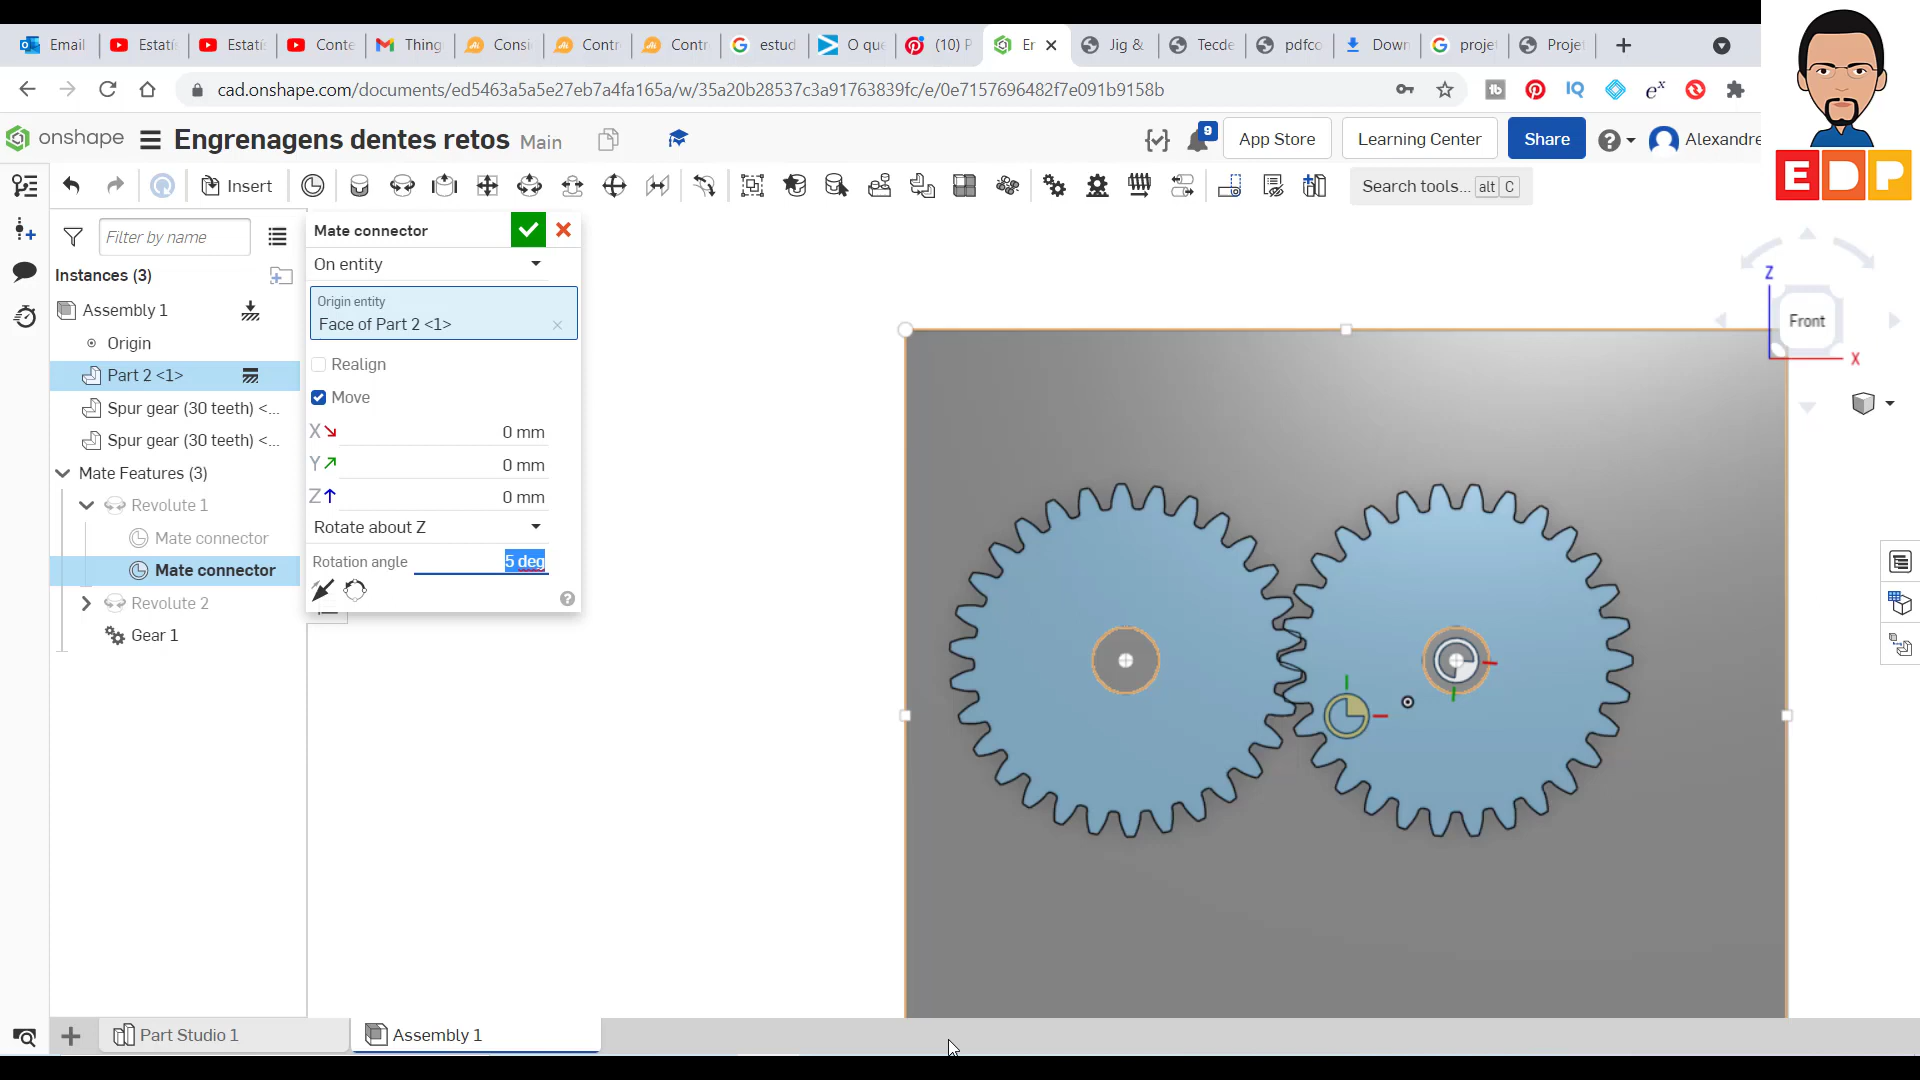 Email
Estatí
Estatí
Conte
Thing
Consi
Contr
Contr
estud
O que
(10) P
Er
Jig &
Tecde
pdfco
Dow
proje
Proje
cad.onshape.com/documents/ed5463a5a5e27eb7a4fa165a/w/35a20b28537c3a91763839fc/e/0e7157696482f7e091b9158b
onshape
Engrenagens dentes retos Main
9
App Store
Learning Center
Share
Alexandre
EDP
Insert
Search tools... alt C
Filter by name
Instances (3)
Assembly 1
Origin
Part 2 <1>
Spur gear (30 teeth) <...
Spur gear (30 teeth) <...
Mate Features (3)
Revolute 1
Mate connector
Mate connector
Revolute 2
Gear 1
Mate connector
On entity
Origin entity
Face of Part 2 <1>
Realign
Move
X 0 mm
Y 0 mm
Z 0 mm
Rotate about Z
Rotation angle 5 deg
Z
Front
X
Part Studio 1
Assembly 1